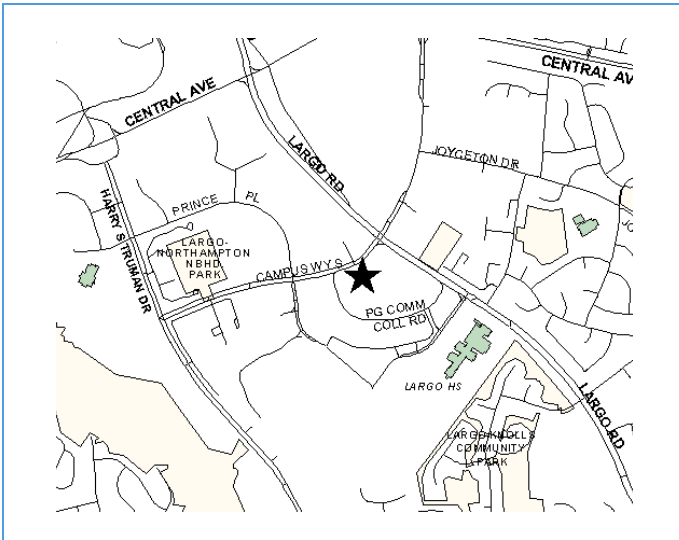 CENTRAL AVE
CENTRAL AV
LARGO RD
JOYCETON DR
HARRY S TRUMAN DR
PRINCE PL
LARGO-
NORTHAMPTON
NBHD
PARK
CAMPUS WY S
PG COMM
COLL RD
LARGO HS
LARGO RD
LARGO KNOLLS
COMMUNITY
PARK